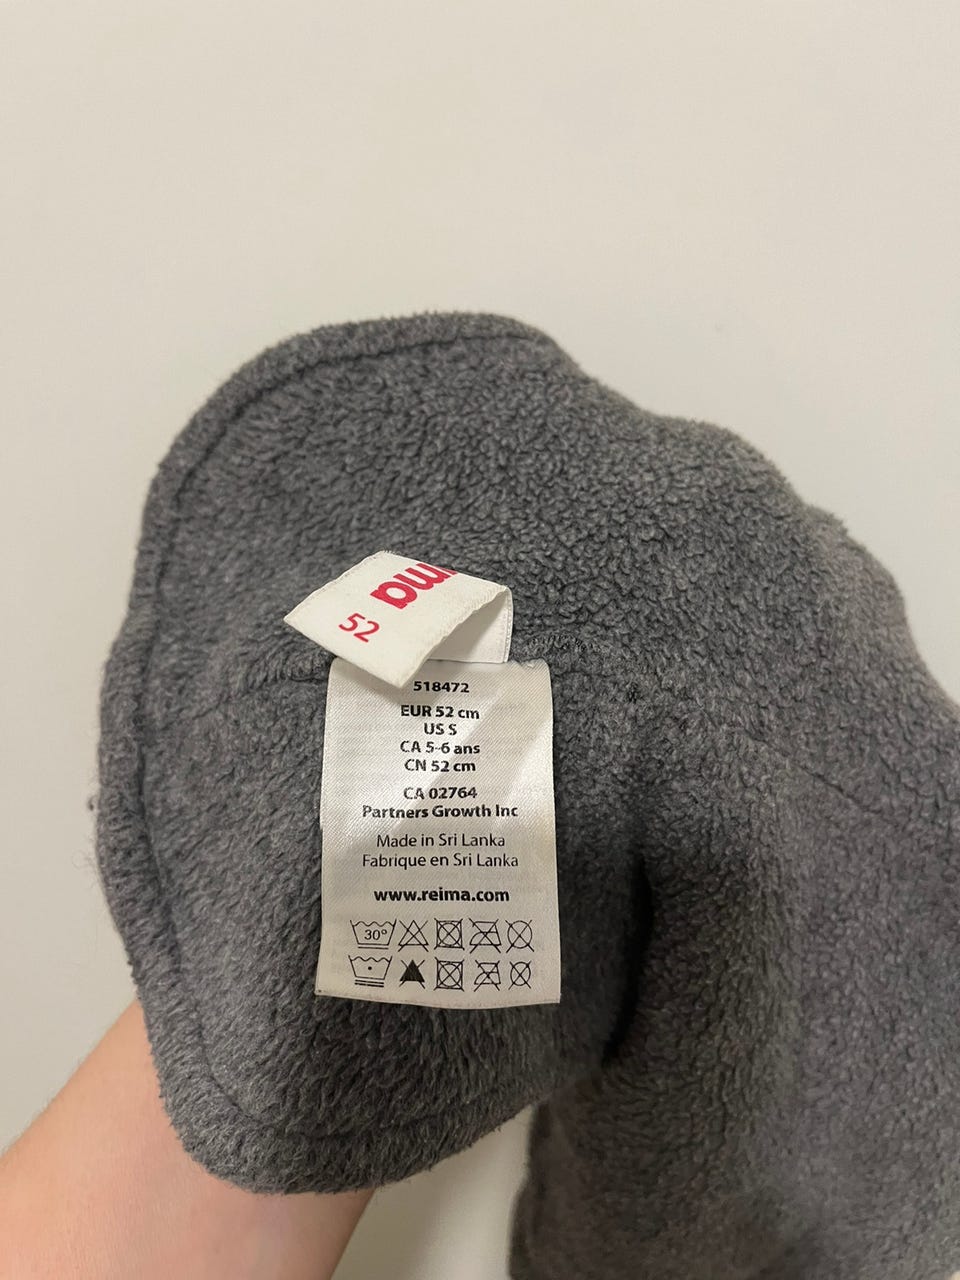 ma
52
518472
EUR 52 cm
US S
CA 5-6 ans
CN 52 cm
CA 02764
Partners Growth Inc
Made in Sri Lanka
Fabrique en Sri Lanka
www.reima.com
30°